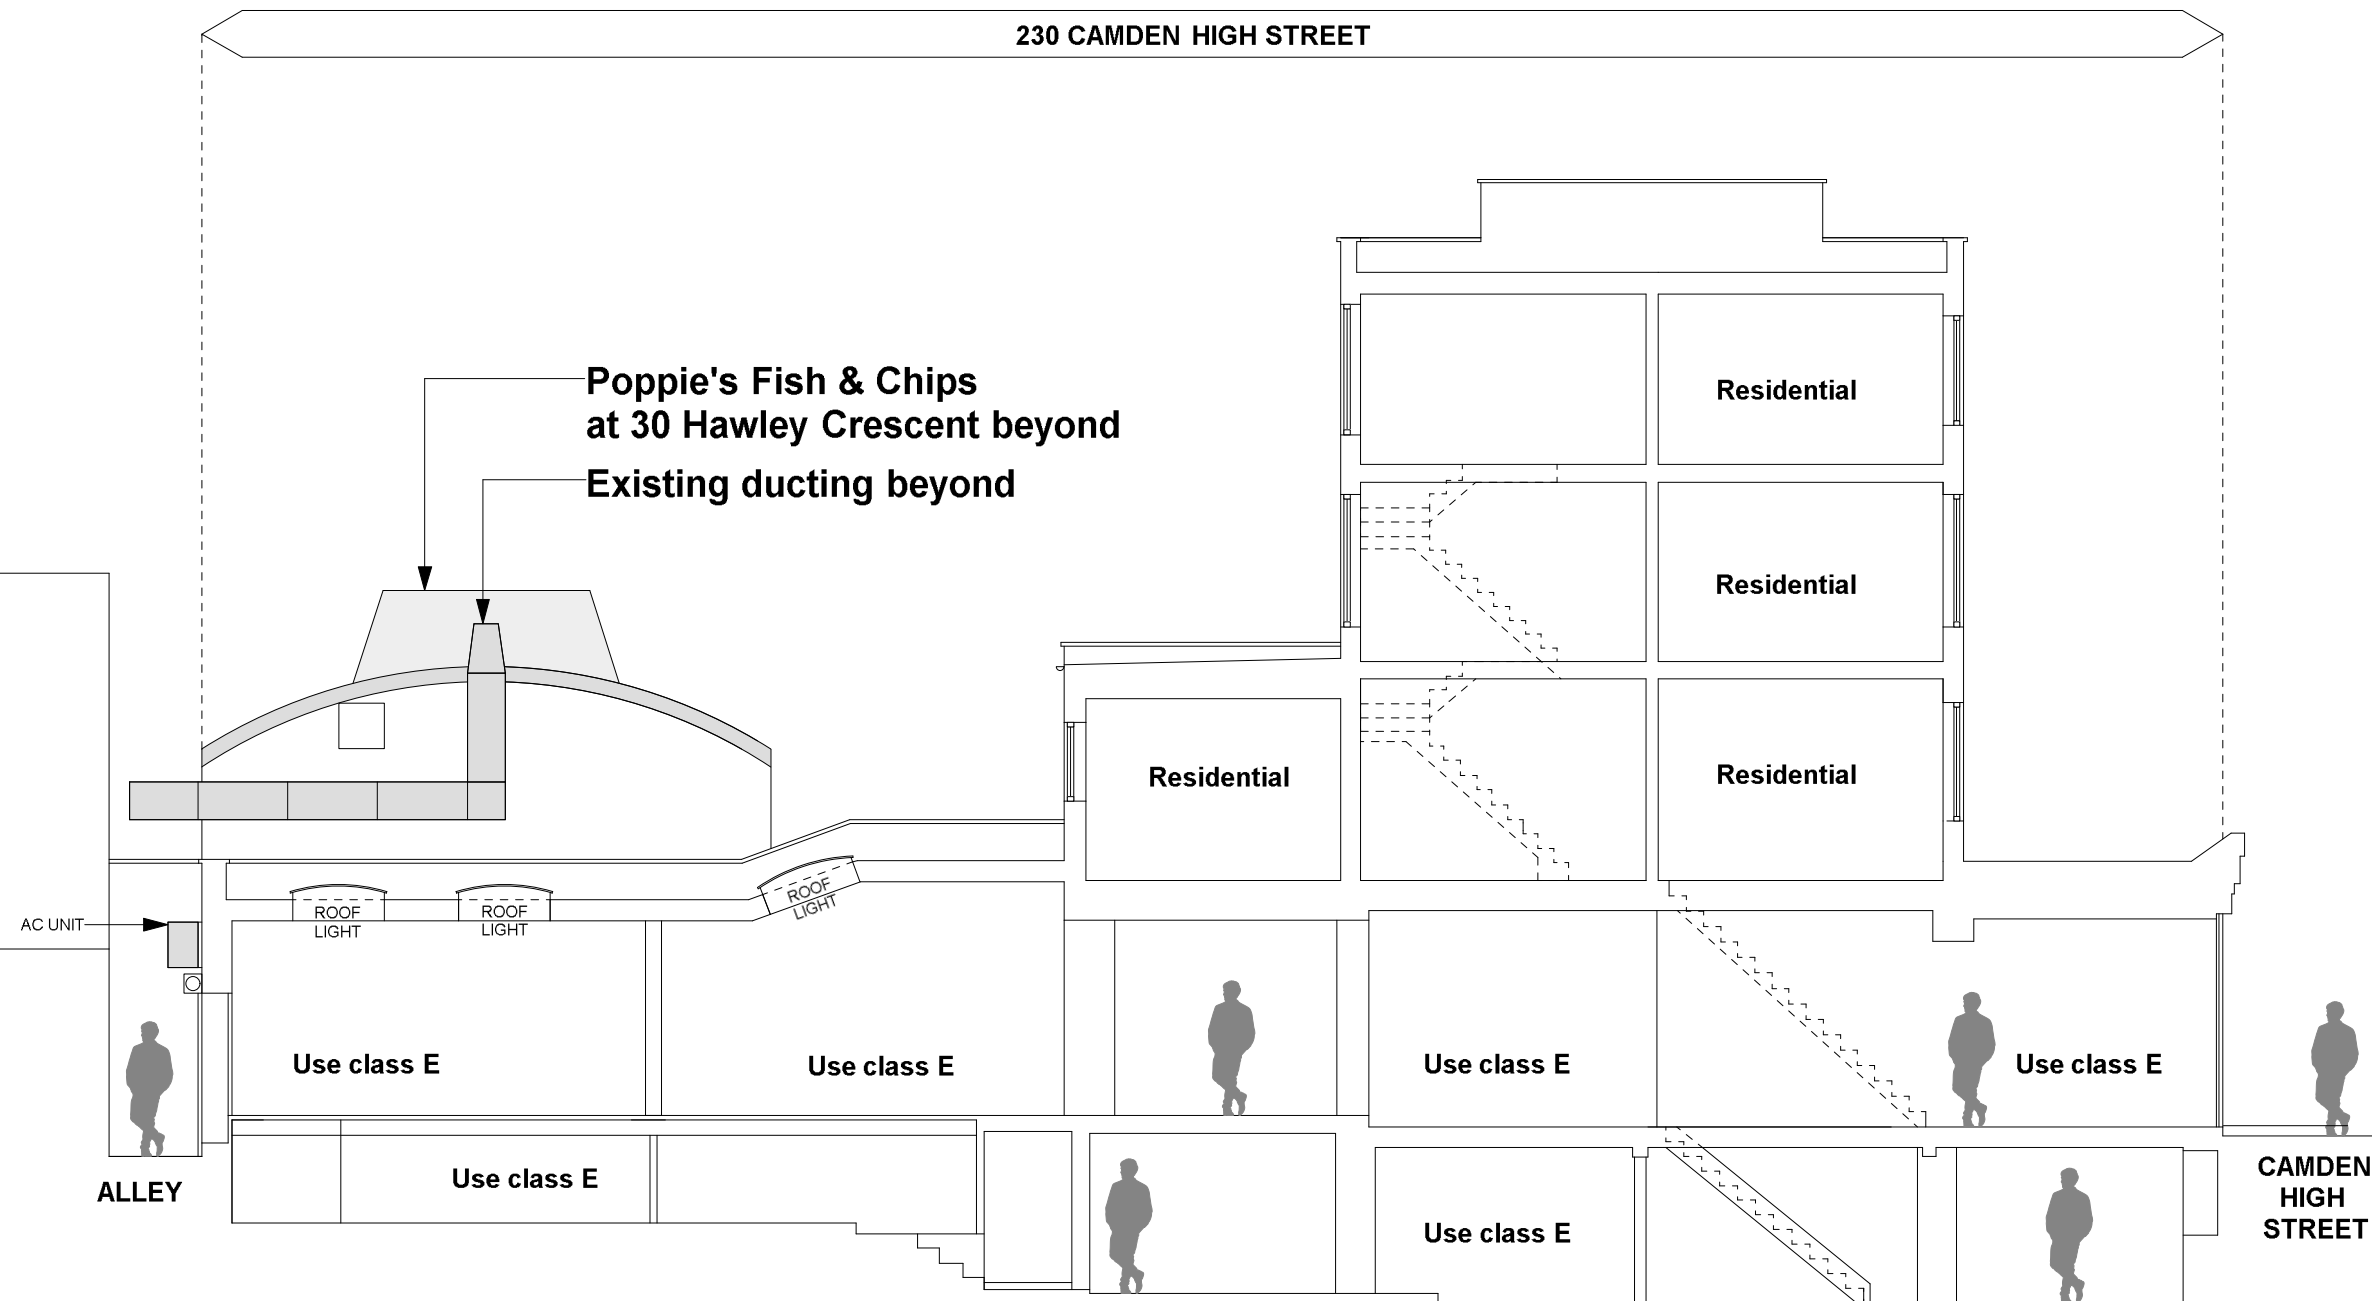 230 CAMDEN HIGH STREET
Poppie's Fish & Chips
at 30 Hawley Crescent beyond
Existing ducting beyond
Residential
Residential
Residential
Residential
ROOF
LIGHT
ROOF
LIGHT
ROOF
LIGHT
AC UNIT
Use class E
Use class E
Use class E
Use class E
ALLEY
Use class E
Use class E
CAMDEN
HIGH
STREET